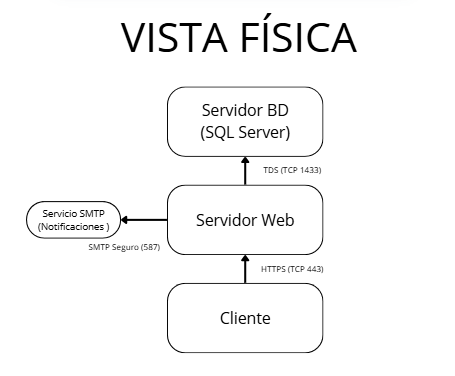 VISTA FÍSICA
Servidor BD
(SQL Server)
TDS (TCP 1433)
Servicio SMTP
(Notificaciones )
Servidor Web
SMTP Seguro (587)
HTTPS (TCP 443)
Cliente